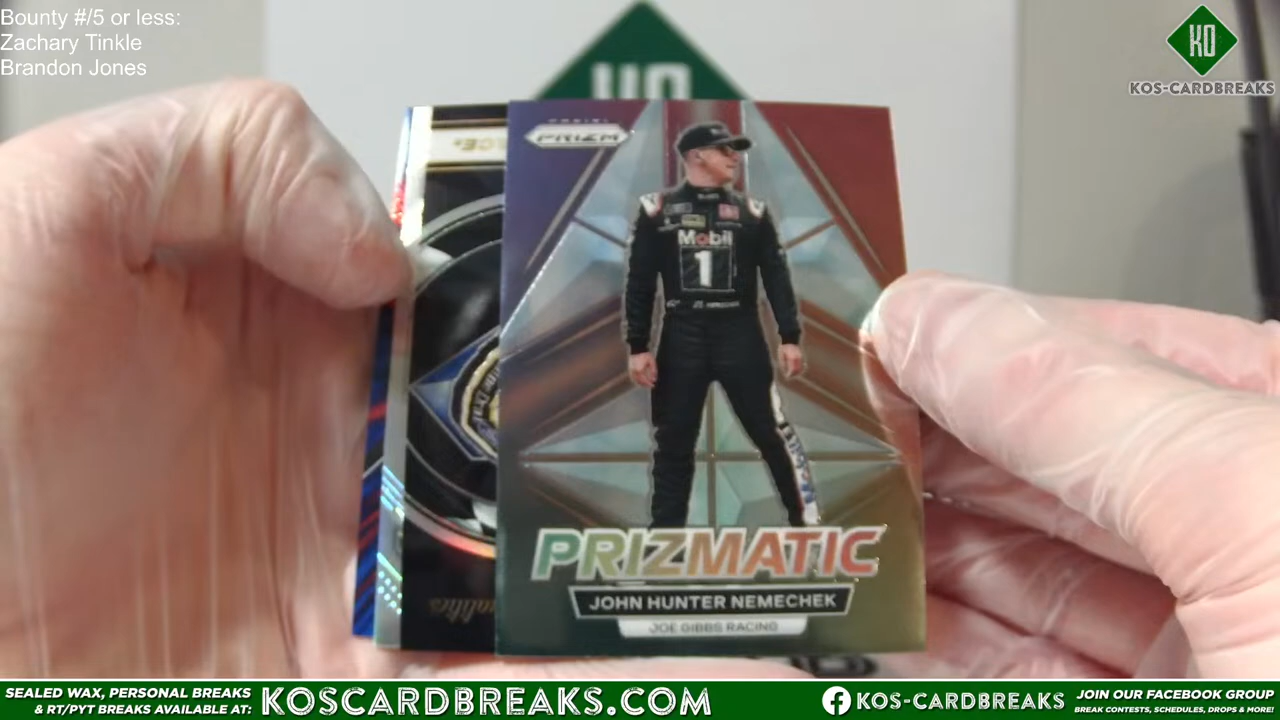 Bounty #/5 or less:
Zachary Tinkle
Brandon Jones
KO
KOS-CARDBREAKS
KO
PANINI
PRIZM
Mobil
1
PRIZMATIC
JOHN HUNTER NEMECHEK
JOE GIBBS RACING
SEALED WAX, PERSONAL BREAKS
& RT/PYT BREAKS AVAILABLE AT:
KOSCARDBREAKS.COM
KOS-CARDBREAKS
JOIN OUR FACEBOOK GROUP
BREAK CONTESTS, SCHEDULES, DROPS & MORE!